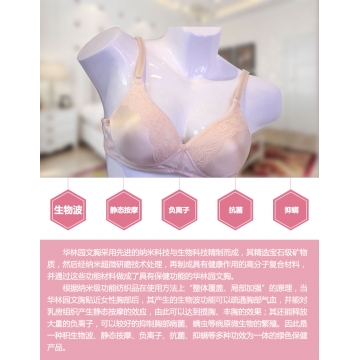 生物波
静态按摩
负离子
抗菌
抑螨
华林园文胸采用先进的纳米科技与生物科技精制而成，其精选宝石级矿物
质，然后经纳米超微研磨技术处理，再制成具有健康作用的高分子复合材料，
并通过这些功能材料做成了具有保健功能的华林园文胸。
根据纳米级功能纺织品在使用方法上“整体覆盖、局部加强”的原理，当
华林园文胸贴近女性胸部后，其产生的生物波功能可以疏通胸部气血，并能对
乳房组织产生静态按摩的效应，由此可以达到摸胸、丰胸的效果；其还能释放
大量的负离子，可以较好的抑制胸部病菌、螨虫等病原微生物的繁殖。因此是
一种积生物波、静态按摩、负离子、抗菌、抑螨等多种功效为一体的绿色保健
产品。